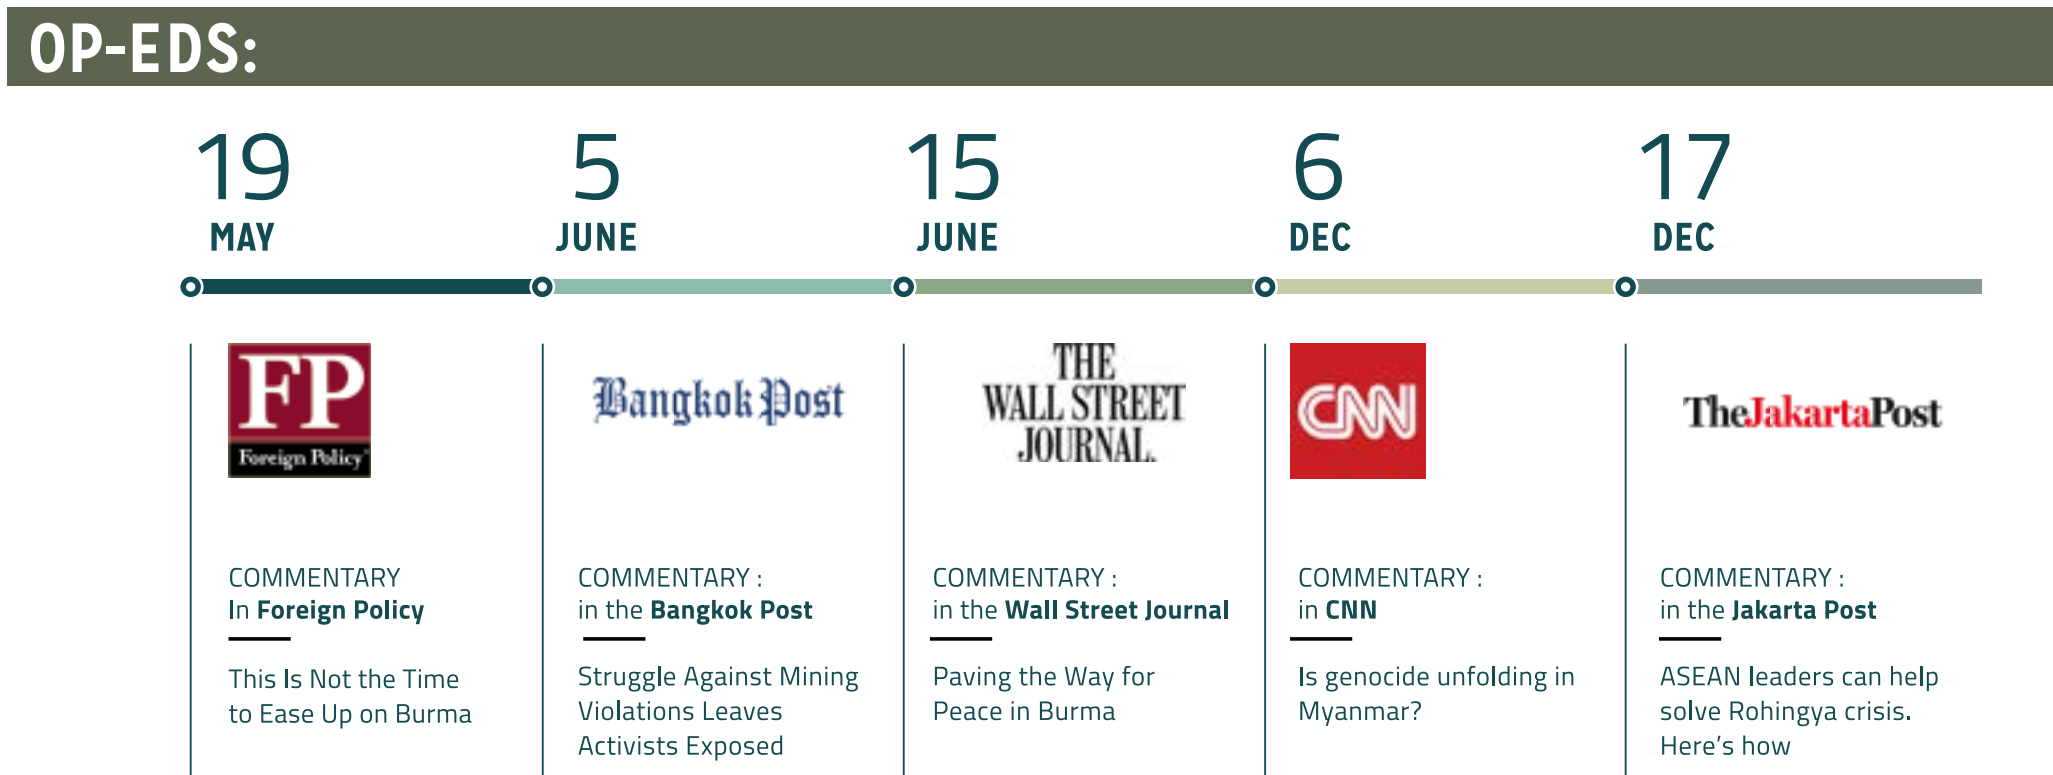 OP-EDS:
19
MAY
5
JUNE
15
JUNE
6
DEC
17
DEC
FP
Foreign Policy
Bangkok Post
THE
WALL STREET
JOURNAL.
CNN
TheJakartaPost
COMMENTARY
In Foreign Policy
This Is Not the Time
to Ease Up on Burma
COMMENTARY :
in the Bangkok Post
Struggle Against Mining
Violations Leaves
Activists Exposed
COMMENTARY :
in the Wall Street Journal
Paving the Way for
Peace in Burma
COMMENTARY :
in CNN
Is genocide unfolding in
Myanmar?
COMMENTARY :
in the Jakarta Post
ASEAN leaders can help
solve Rohingya crisis.
Here's how